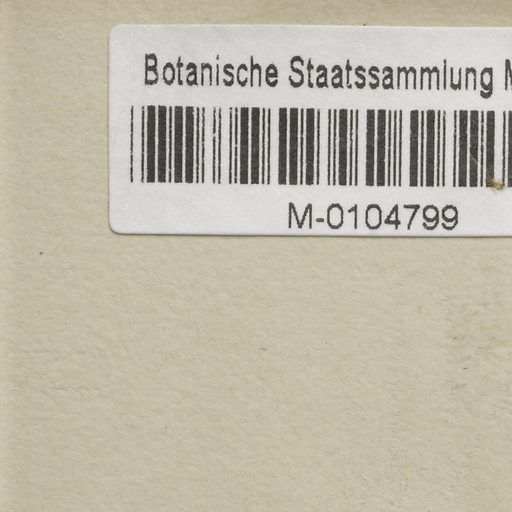 Botanische Staatssammlung
M-0104799